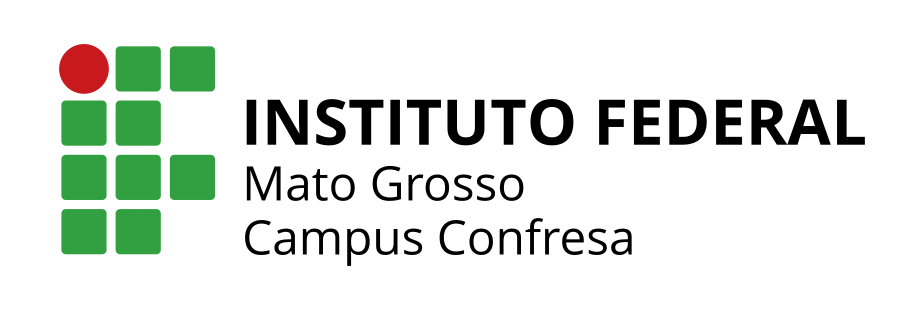 INSTITUTO FEDERAL
Mato Grosso
Campus Confresa